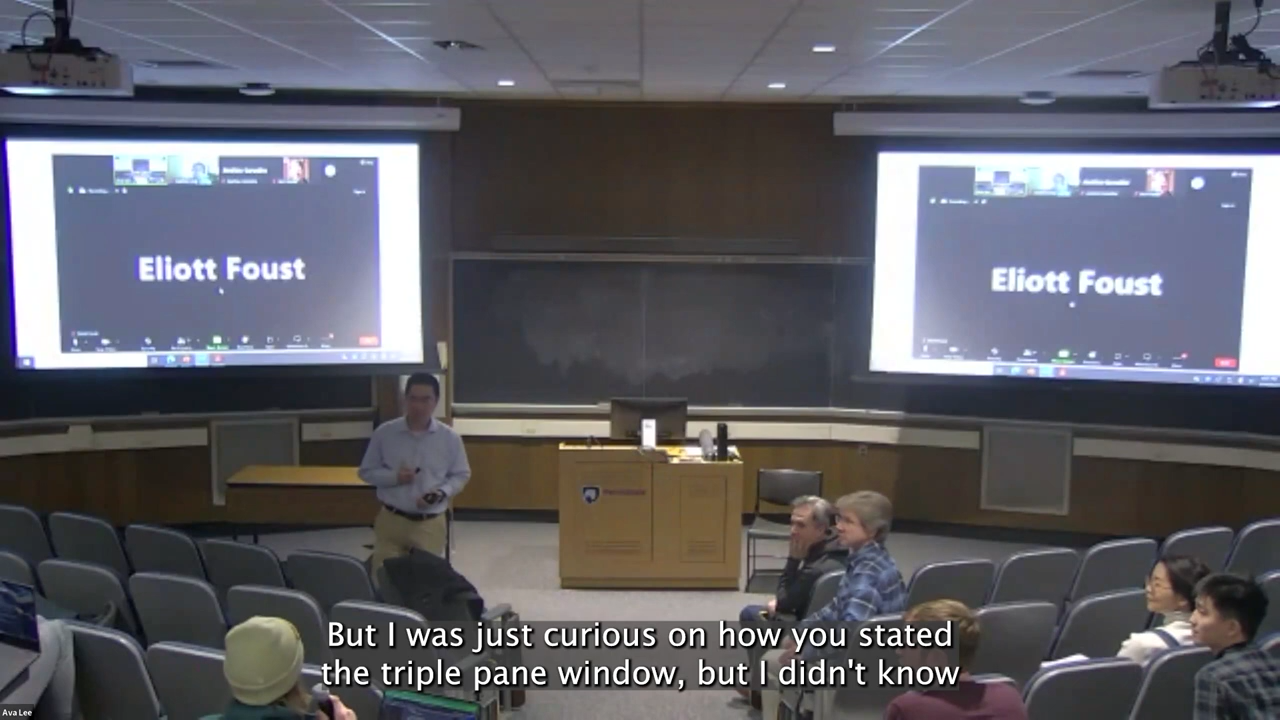 Eliott Foust
Eliott Foust
But I was just curious on how you stated
the triple pane window, but I didn't know
Ava Lee